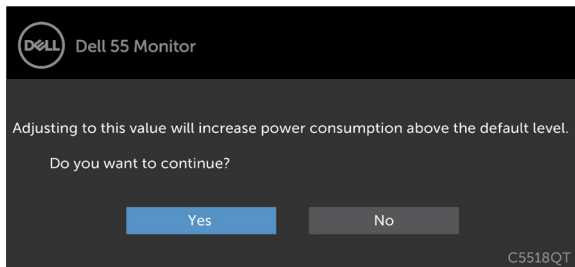 DELL
Dell 55 Monitor
Adjusting to this value will increase power consumption above the default level.
Do you want to continue?
Yes No
C5518QT